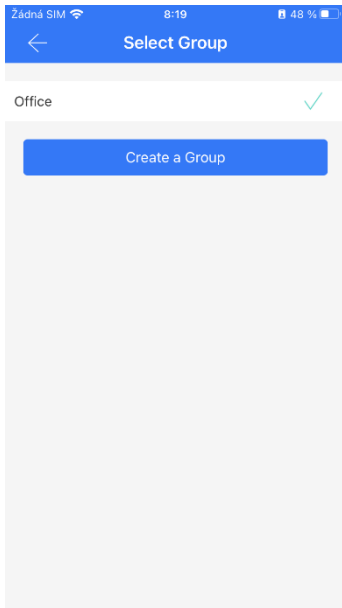 Žádná SIM 8:19 48 %
Select Group
Office
Create a Group